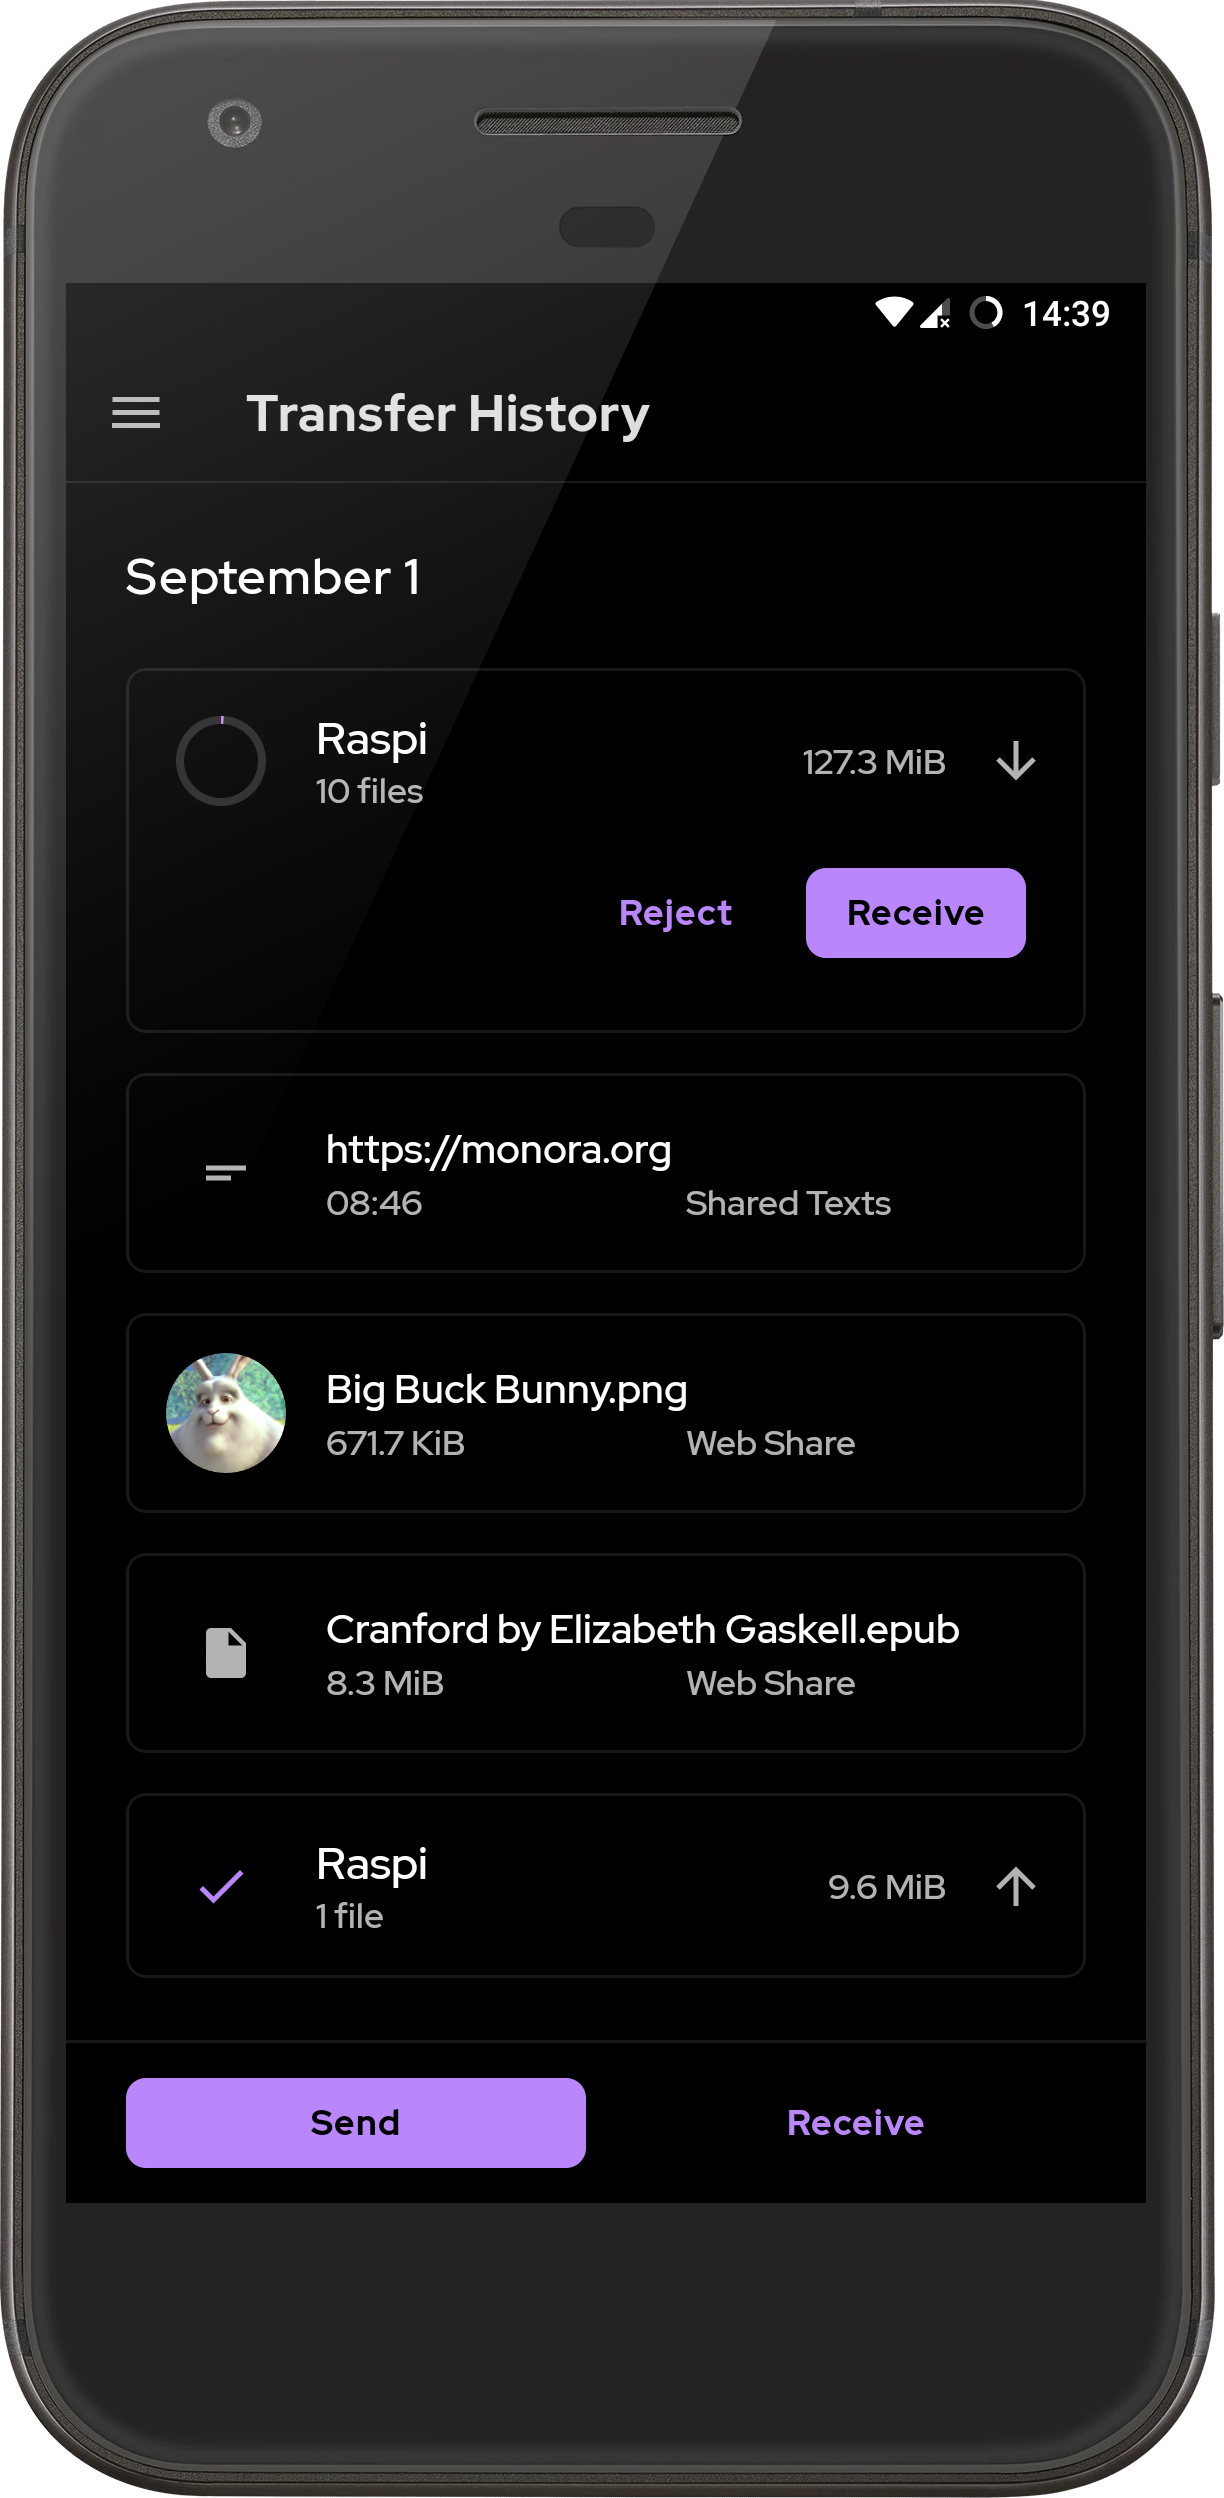 14:39
Transfer History
September 1
Raspi
10 files
127.3 MiB
Reject
Receive
https://monora.org
08:46
Shared Texts
Big Buck Bunny.png
671.7 KiB
Web Share
Cranford by Elizabeth Gaskell.epub
8.3 MiB
Web Share
Raspi
1 file
9.6 MiB
Send
Receive